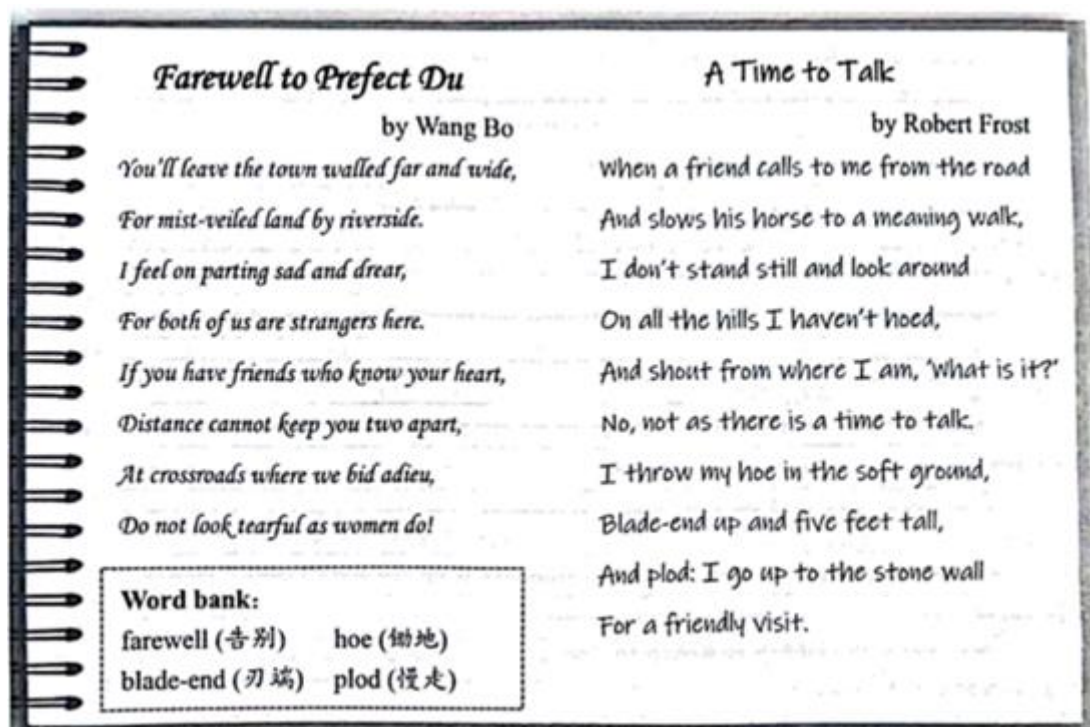 Farewell to Prefect Du
by Wang Bo
You'll leave the town walled far and wide,
For mist-veiled land by riverside.
I feel on parting sad and drear,
For both of us are strangers here.
If you have friends who know your heart,
Distance cannot keep you two apart,
At crossroads where we bid adieu,
Do not look tearful as women do!
Word bank:
farewell (告别) hoe (锄地)
blade-end (刃端) plod (慢走)
A Time to Talk
by Robert Frost
When a friend calls to me from the road
And slows his horse to a meaning walk,
I don't stand still and look around
On all the hills I haven't hoed,
And shout from where I am, 'What is it?'
No, not as there is a time to talk.
I throw my hoe in the soft ground,
Blade-end up and five feet tall,
And plod: I go up to the stone wall
For a friendly visit.